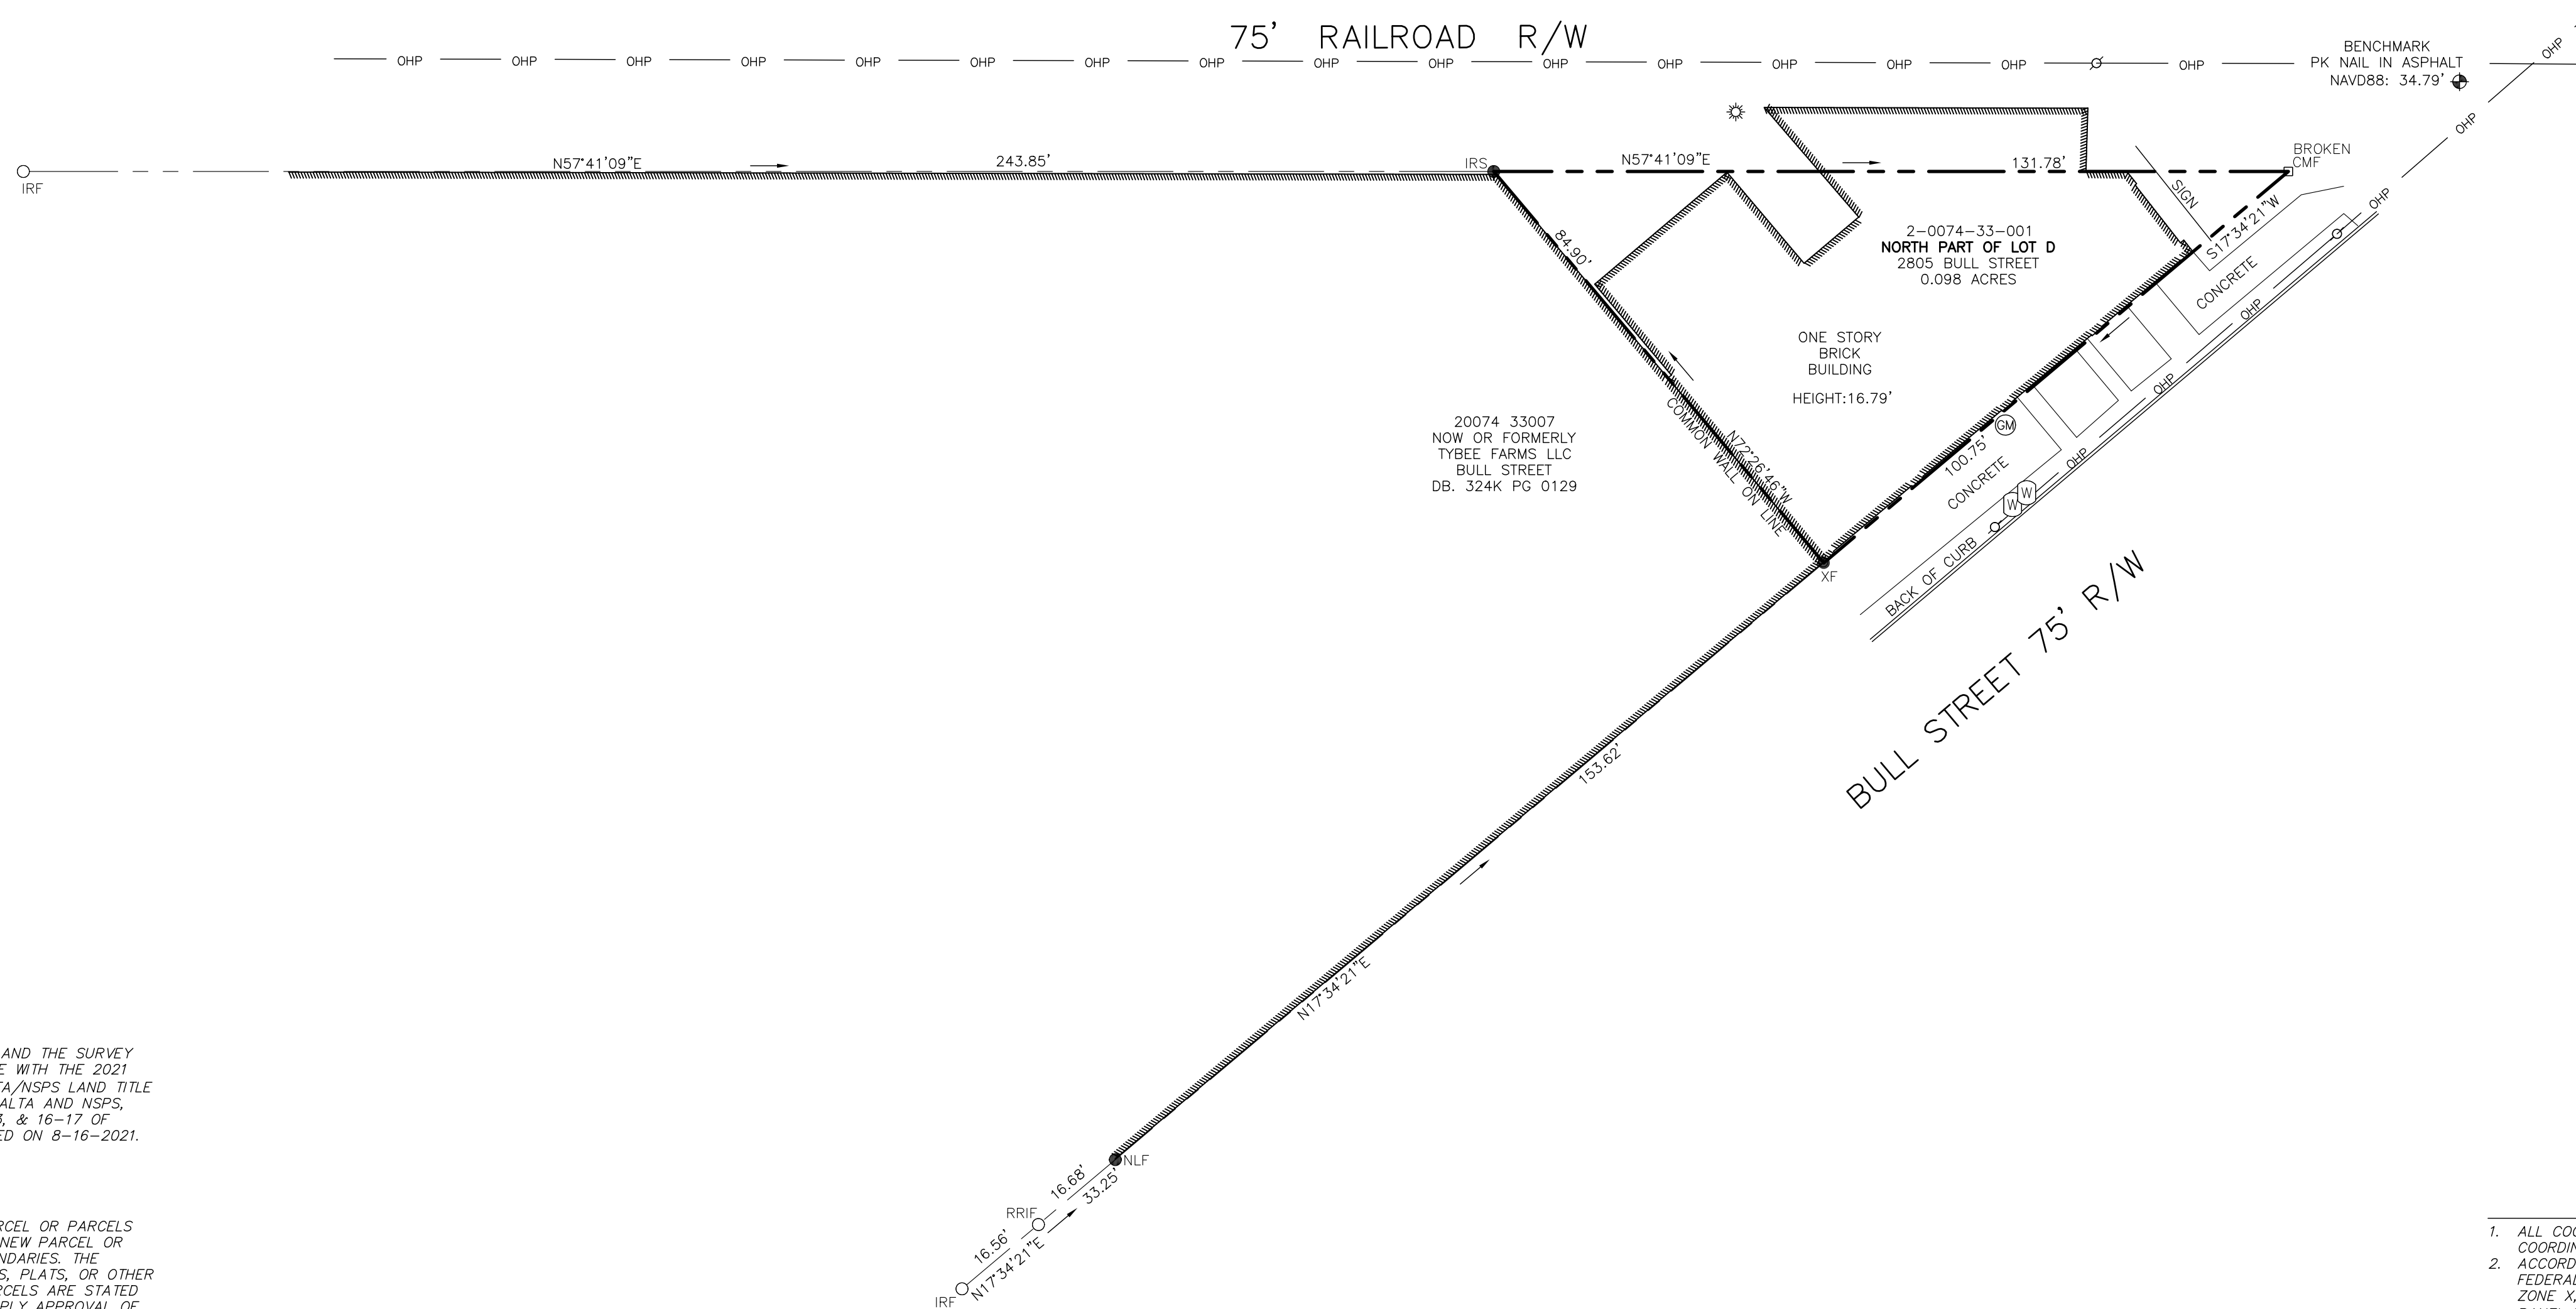 75' RAILROAD R/W
OHP OHP OHP OHP OHP OHP OHP OHP OHP OHP OHP OHP OHP OHP OHP OHP
BENCHMARK
PK NAIL IN ASPHALT
NAVD88: 34.79'
OHP
OHP
OHP
IRF
N57°41'09"E
243.85'
IRS
N57°41'09"E
131.78'
BROKEN
CMF
SIGN
S17°34'21"W
84.90'
2-0074-33-001
NORTH PART OF LOT D
2805 BULL STREET
0.098 ACRES
CONCRETE
OHP
ONE STORY
BRICK
BUILDING
HEIGHT:16.79'
OHP
20074 33007
NOW OR FORMERLY
TYBEE FARMS LLC
BULL STREET
DB. 324K PG 0129
COMMON WALL ON LINE
N72°26'46"W
GM
100.75'
CONCRETE
OHP
W
W
BACK OF CURB
XF
BULL STREET 75' R/W
153.62'
N17°34'21"E
NLF
16.68'
33.25'
RRIF
16.56'
N17°34'21"E
IRF
AND THE SURVEY
E WITH THE 2021
TA/NSPS LAND TITLE
ALTA AND NSPS,
3, & 16-17 OF
ED ON 8-16-2021.
RCEL OR PARCELS
NEW PARCEL OR
NDARIES. THE
S, PLATS, OR OTHER
RCELS ARE STATED
PLY APPROVAL OF
1. ALL COO
COORDIN
2. ACCORD
FEDERAL
ZONE X,